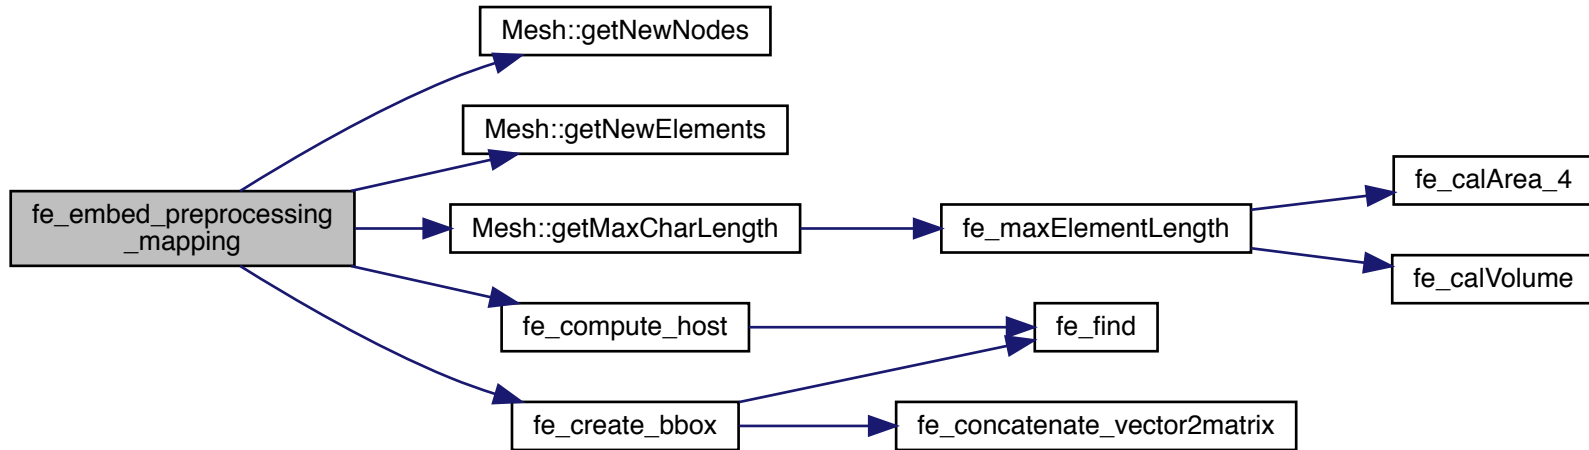 Mesh::getNewNodes
Mesh::getNewElements
fe_embed_preprocessing
_mapping
Mesh::getMaxCharLength
fe_maxElementLength
fe_calArea_4
fe_calVolume
fe_compute_host
fe_find
fe_create_bbox
fe_concatenate_vector2matrix